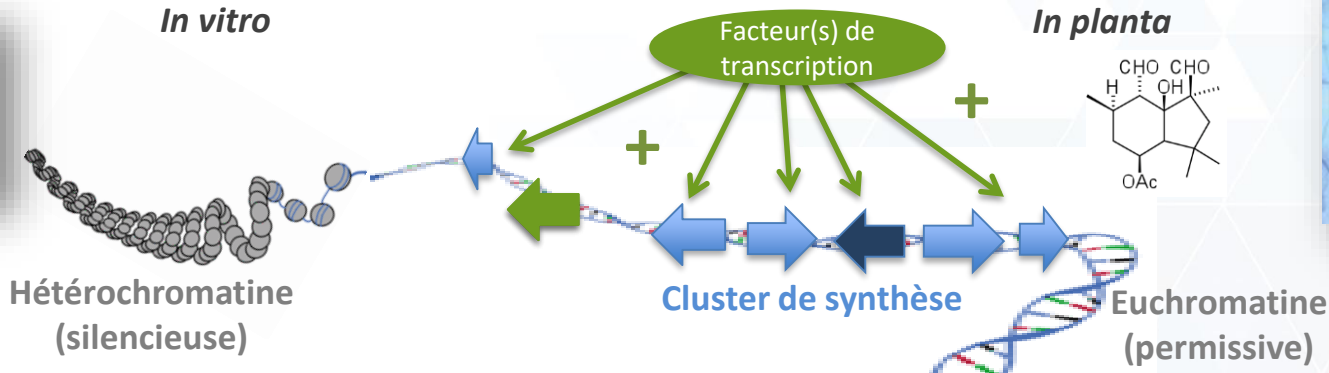 In vitro
Facteur(s) de
transcription
In planta
+
+
CHO CHO
H
OH
OAc
Hétérochromatine
(silencieuse)
Cluster de synthèse
Euchromatine
(permissive)